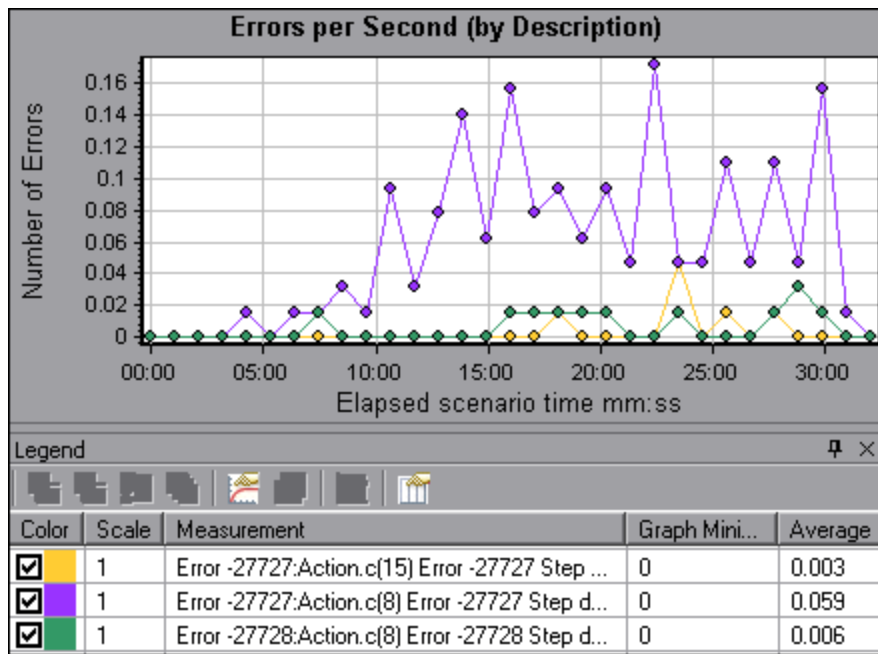 Errors per Second (by Description)
Number of Errors
0.16
0.14
0.12
0.1
0.08
0.06
0.04
0.02
0
00:00 05:00 10:00 15:00 20:00 25:00 30:00
Elapsed scenario time mm:ss
Legend
Color Scale Measurement Graph Mini... Average
1 Error -27727:Action.c(15) Error -27727 Step ... 0 0.003
1 Error -27727:Action.c(8) Error -27727 Step d... 0 0.059
1 Error -27728:Action.c(8) Error -27728 Step d... 0 0.006